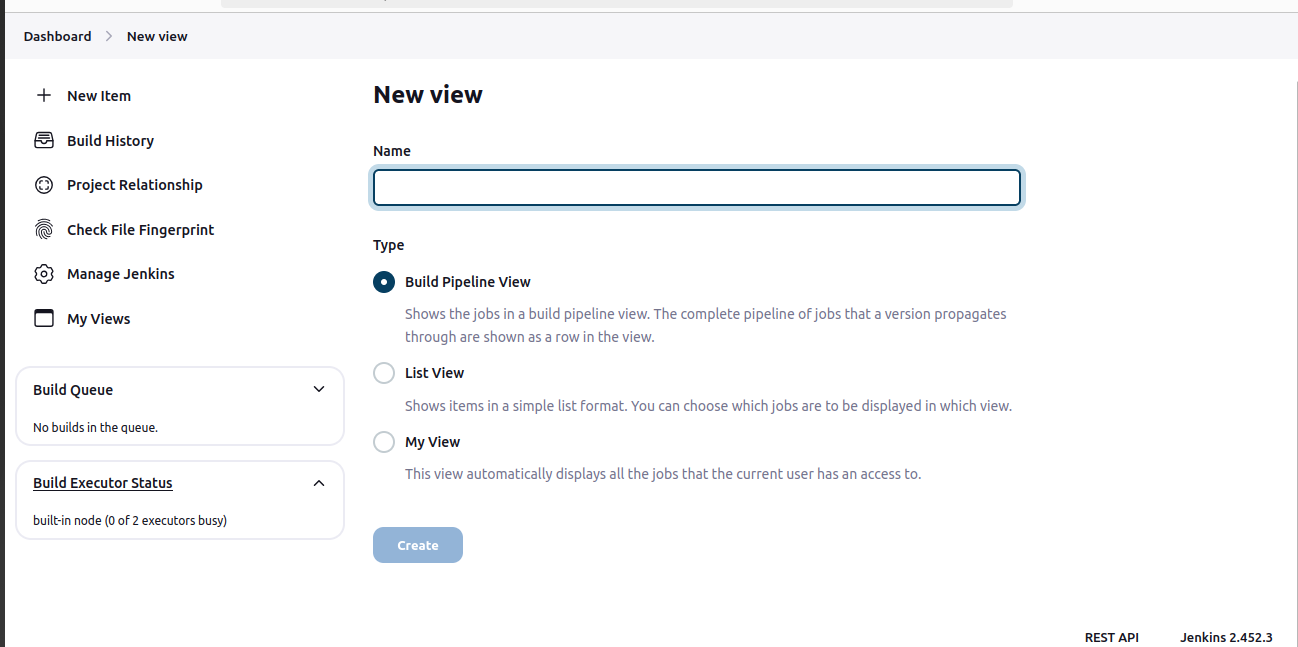 Dashboard > New view
New Item
Build History
Project Relationship
Check File Fingerprint
Manage Jenkins
My Views
Build Queue
No builds in the queue.
Build Executor Status
built-in node (0 of 2 executors busy)
New view
Name
Type
Build Pipeline View
Shows the jobs in a build pipeline view. The complete pipeline of jobs that a version propagates
through are shown as a row in the view.
List View
Shows items in a simple list format. You can choose which jobs are to be displayed in which view.
My View
This view automatically displays all the jobs that the current user has an access to.
Create
REST API Jenkins 2.452.3